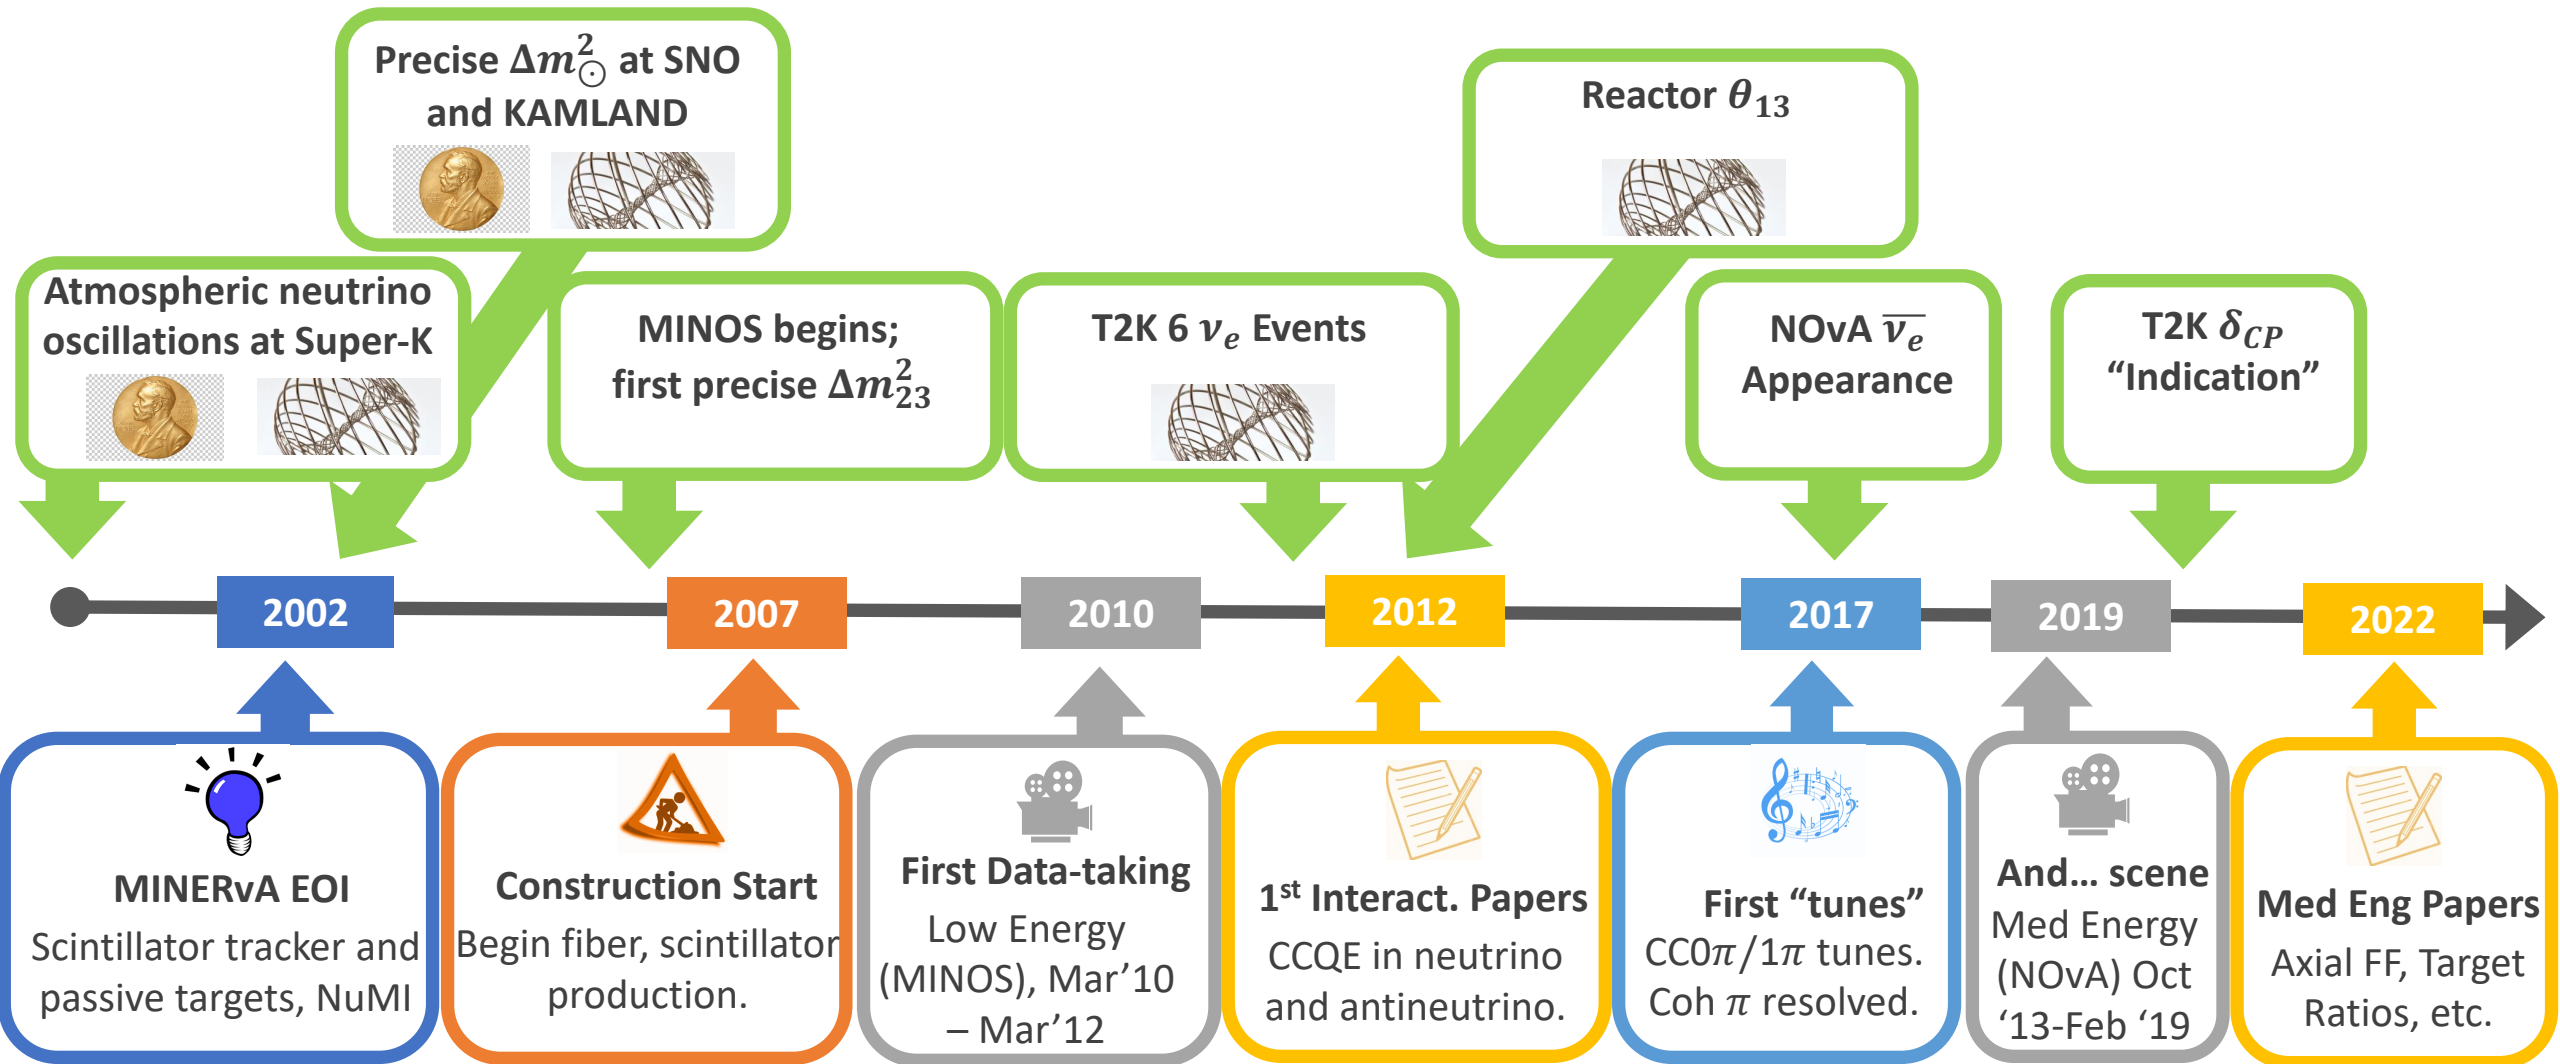 Precise Δm²☉ at SNO
and KAMLAND
Reactor θ₁₃
Atmospheric neutrino
oscillations at Super-K
MINOS begins;
first precise Δm²₂₃
T2K 6 νₑ Events
NOvA ν̅ₑ
Appearance
T2K δ_CP
“Indication”
2002
2007
2010
2012
2017
2019
2022
MINERvA EOI
Scintillator tracker and
passive targets, NuMI
Construction Start
Begin fiber, scintillator
production.
First Data-taking
Low Energy
(MINOS), Mar’10
– Mar’12
1st Interact. Papers
CCQE in neutrino
and antineutrino.
First “tunes”
CC0π/1π tunes.
Coh π resolved.
And... scene
Med Energy
(NOvA) Oct
‘13-Feb ‘19
Med Eng Papers
Axial FF, Target
Ratios, etc.